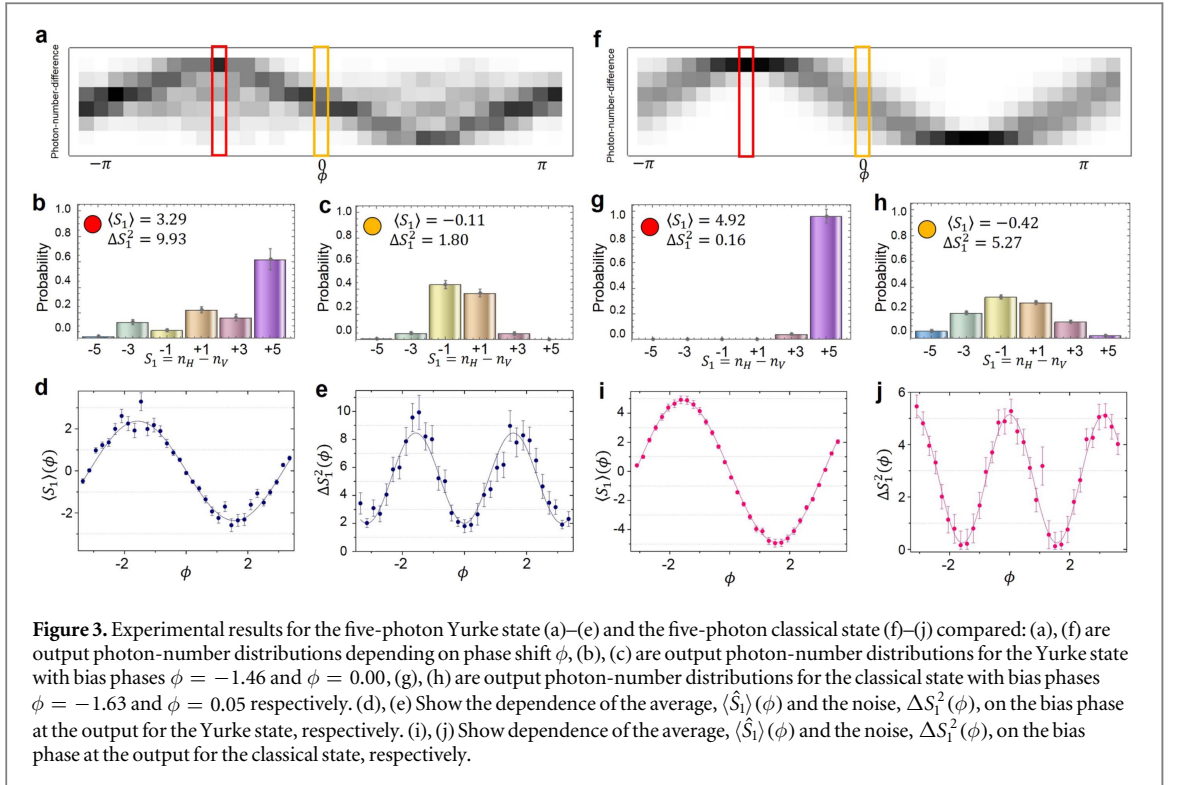 a
Photon-number-difference
−π
0
ϕ
π
f
Photon-number-difference
−π
0
ϕ
π
b
⟨S₁⟩ = 3.29
ΔS₁² = 9.93
Probability
1.0
0.8
0.6
0.4
0.2
0.0
-5 -3 -1 +1 +3 +5
S₁ = n_H − n_V
c
⟨S₁⟩ = −0.11
ΔS₁² = 1.80
Probability
1.0
0.8
0.6
0.4
0.2
0.0
-5 -3 -1 +1 +3 +5
S₁ = n_H − n_V
g
⟨S₁⟩ = 4.92
ΔS₁² = 0.16
Probability
1.0
0.8
0.6
0.4
0.2
0.0
-5 -3 -1 +1 +3 +5
S₁ = n_H − n_V
h
⟨S₁⟩ = −0.42
ΔS₁² = 5.27
Probability
1.0
0.8
0.6
0.4
0.2
0.0
-5 -3 -1 +1 +3 +5
S₁ = n_H − n_V
d
⟨S₁⟩(ϕ)
2
0
-2
-2 0 2
ϕ
e
ΔS₁²(ϕ)
10
8
6
4
2
0
-2 0 2
ϕ
i
⟨S₁⟩(ϕ)
4
2
0
-2
-4
-2 0 2
ϕ
j
ΔS₁²(ϕ)
6
4
2
0
-2 0 2
ϕ
Figure 3. Experimental results for the five-photon Yurke state (a)–(e) and the five-photon classical state (f)–(j) compared: (a), (f) are
output photon-number distributions depending on phase shift ϕ, (b), (c) are output photon-number distributions for the Yurke state
with bias phases ϕ = −1.46 and ϕ = 0.00, (g), (h) are output photon-number distributions for the classical state with bias phases
ϕ = −1.63 and ϕ = 0.05 respectively. (d), (e) Show the dependence of the average, ⟨Ŝ₁⟩(ϕ) and the noise, ΔS₁²(ϕ), on the bias phase
at the output for the Yurke state, respectively. (i), (j) Show dependence of the average, ⟨Ŝ₁⟩(ϕ) and the noise, ΔS₁²(ϕ), on the bias
phase at the output for the classical state, respectively.